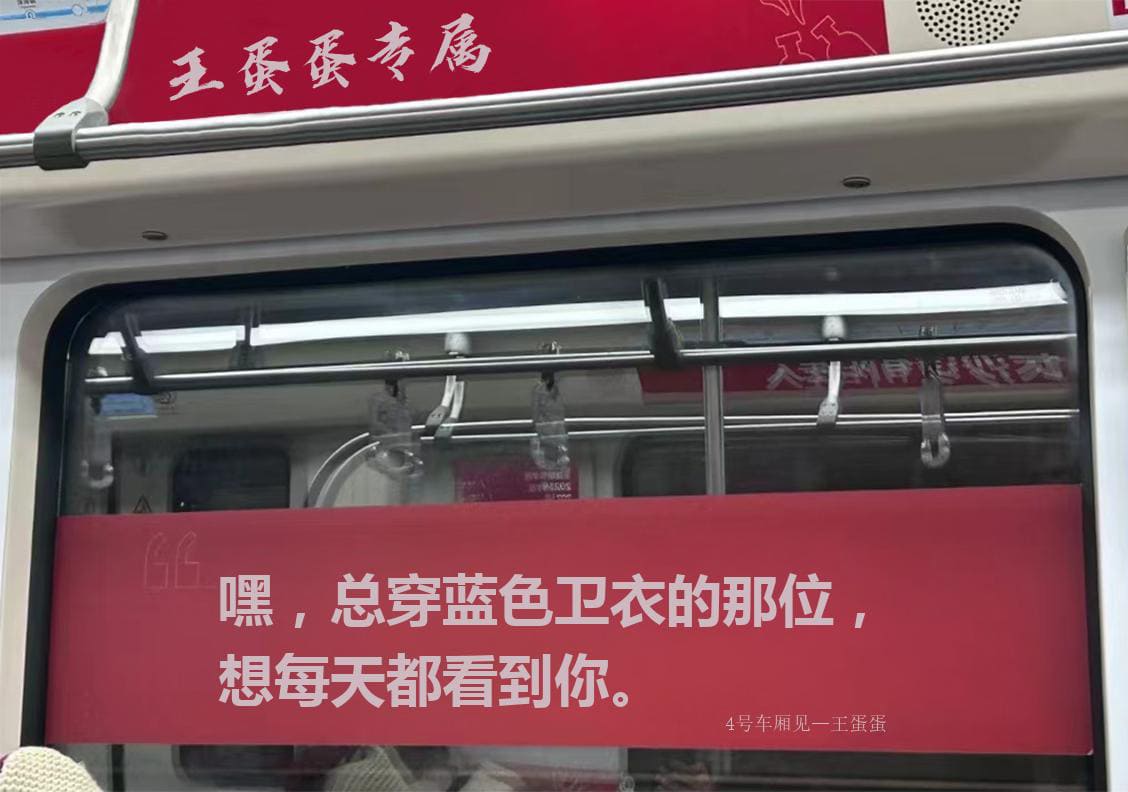 王蛋蛋专属
嘿，总穿蓝色卫衣的那位，
想每天都看到你。
4号车厢见—王蛋蛋